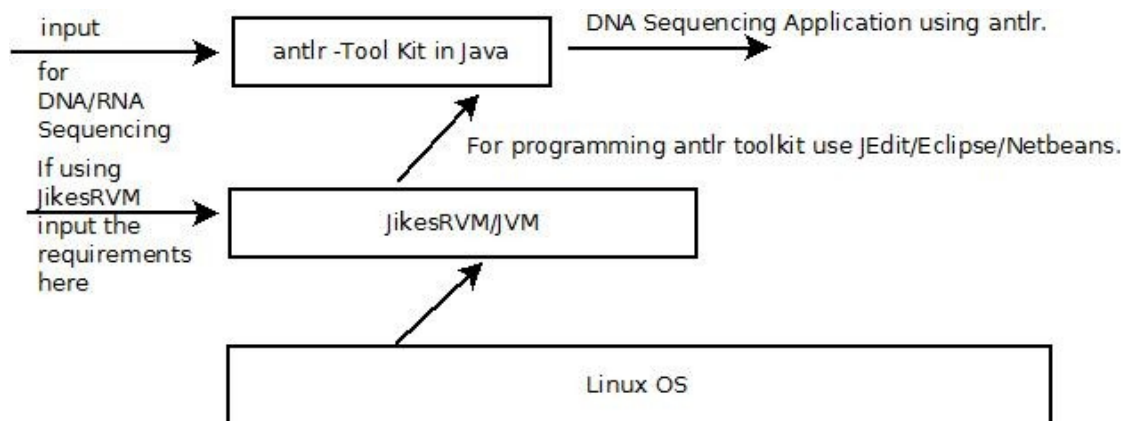 input
antlr -Tool Kit in Java
DNA Sequencing Application using antlr.
for
DNA/RNA
Sequencing
For programming antlr toolkit use JEdit/Eclipse/Netbeans.
If using
JikesRVM
input the
requirements
here
JikesRVM/JVM
Linux OS